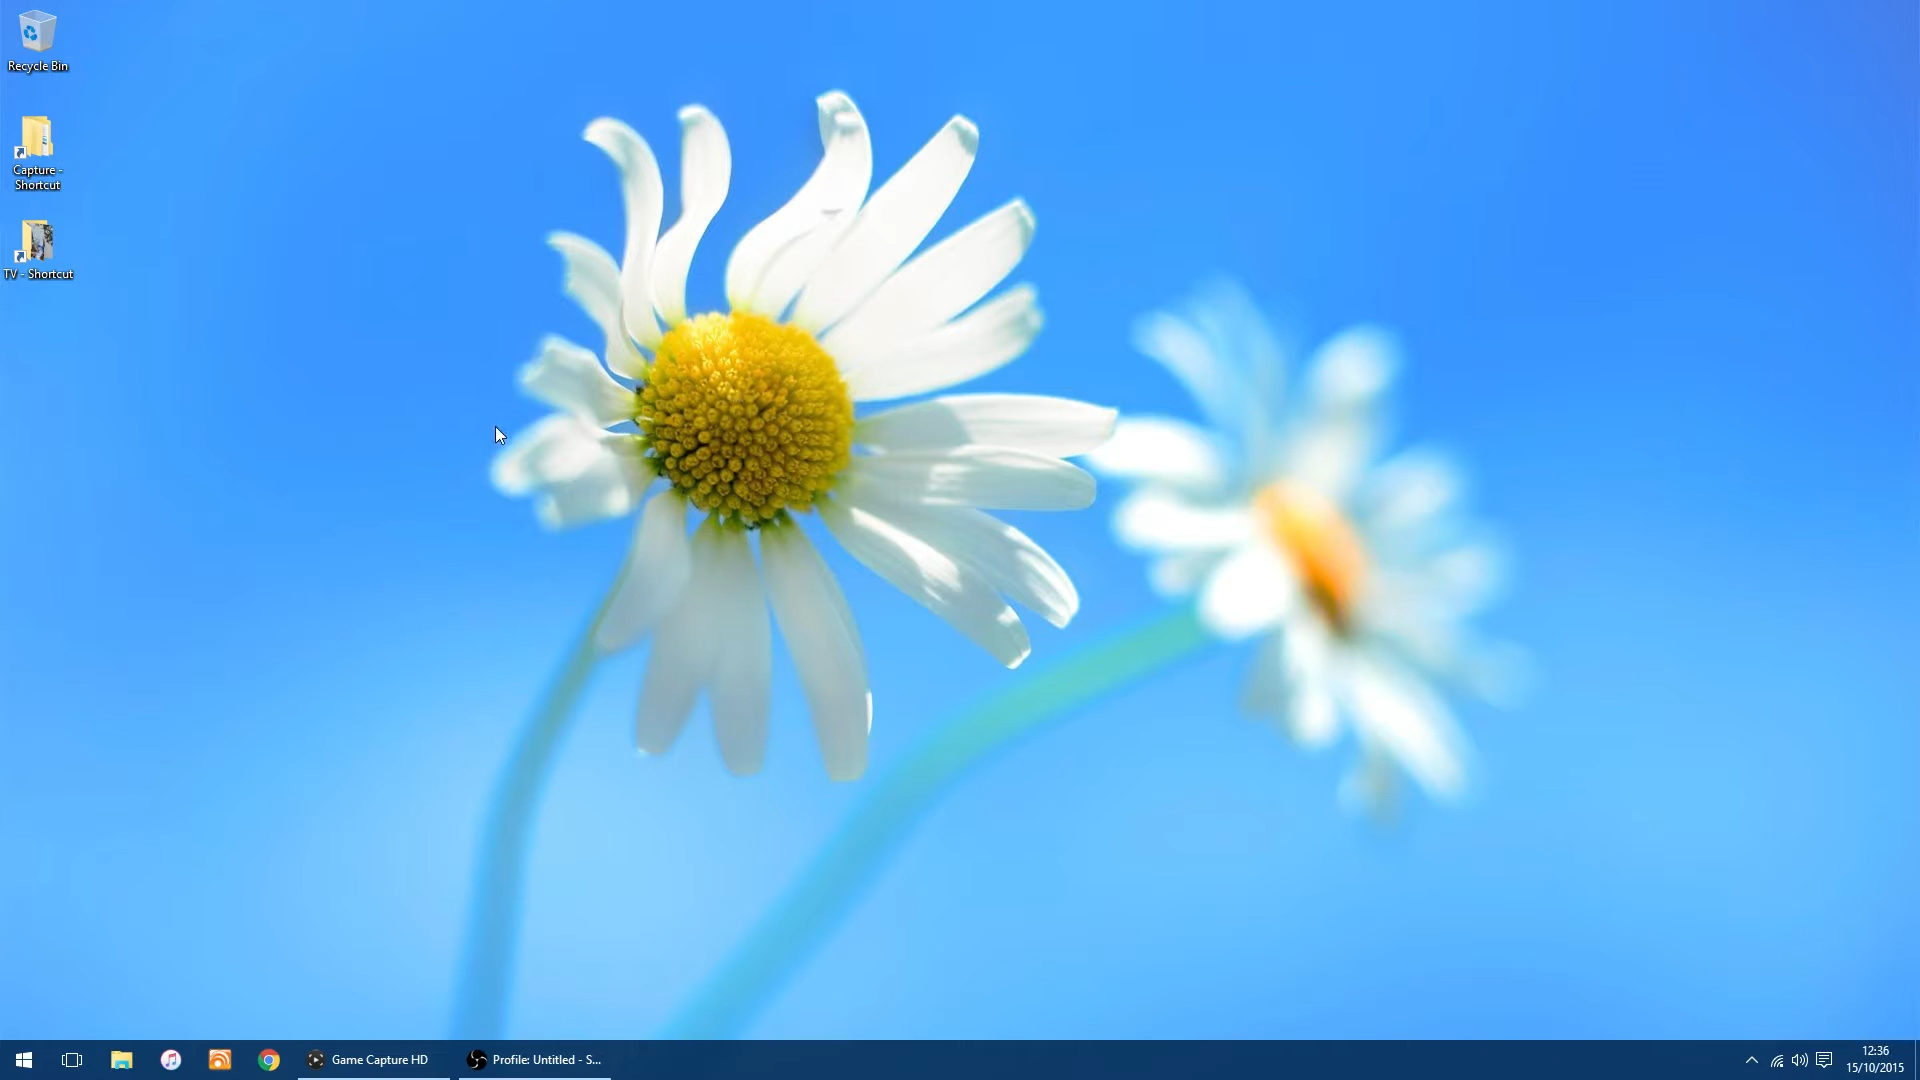 Recycle Bin
Capture -
Shortcut
TV - Shortcut
Game Capture HD
Profile: Untitled - S...
12:36
15/10/2015